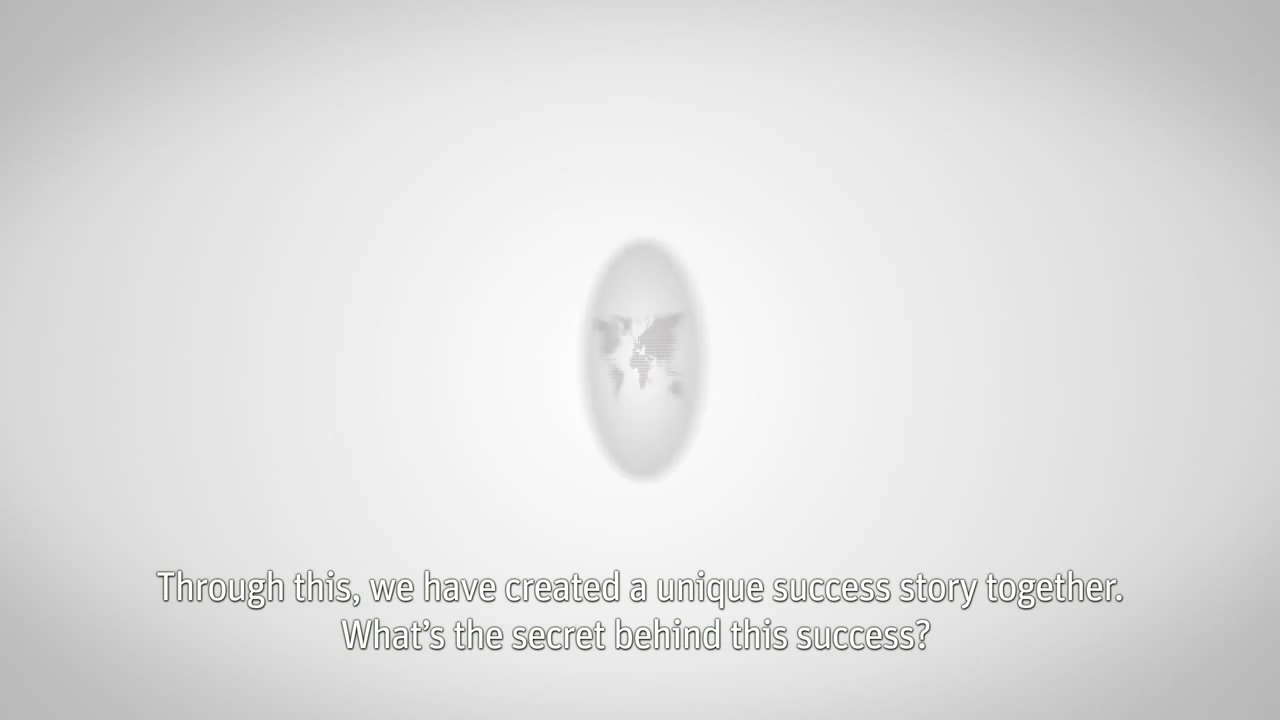 Through this, we have created a unique success story together.
What’s the secret behind this success?